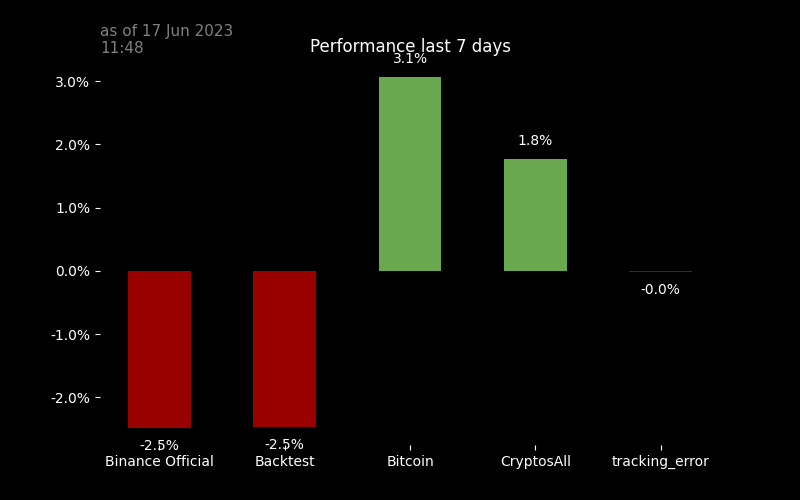 as of 17 Jun 2023
11:48
Performance last 7 days
3.1%
3.0%
2.0%
1.8%
1.0%
0.0%
-0.0%
-1.0%
-2.0%
-2.5%
-2.5%
Binance Official
Backtest
Bitcoin
CryptosAll
tracking_error